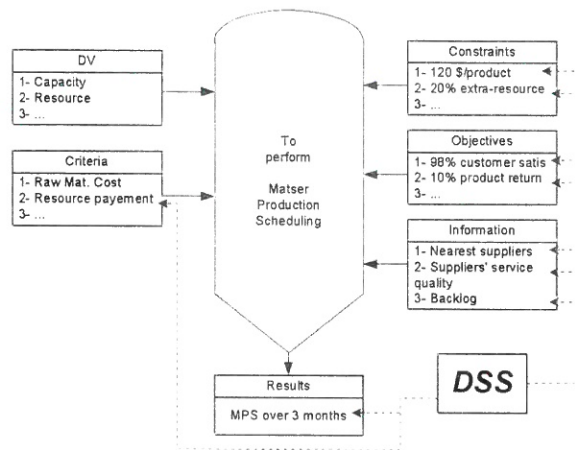 DV
1- Capacity
2- Resource
3- ...
Criteria
1- Raw Mat. Cost
2- Resource payement
3- ...
To
perform
Matser
Production
Scheduling
Constraints
1- 120 $/product
2- 20% extra-resource
3- ...
Objectives
1- 98% customer satis
2- 10% product return
3- ...
Information
1- Nearest suppliers
2- Suppliers' service
quality
3- Backlog
Results
MPS over 3 months
DSS